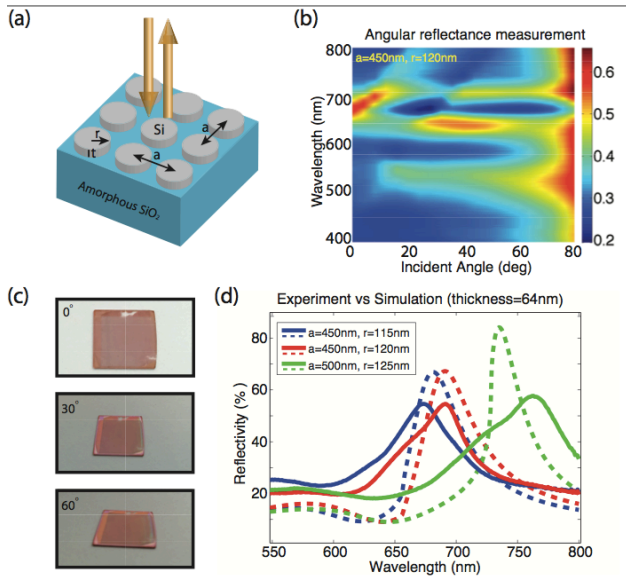 (a)
r
t
Si
a
a
Amorphous SiO₂
(b)
Angular reflectance measurement
a=450nm, r=120nm
Wavelength (nm)
800
700
600
500
400
0
20
40
60
80
Incident Angle (deg)
0.6
0.5
0.4
0.3
0.2
(c)
0°
30°
60°
(d)
Experiment vs Simulation (thickness=64nm)
a=450nm, r=115nm
a=450nm, r=120nm
a=500nm, r=125nm
Reflectivity (%)
80
60
40
20
550
600
650
700
750
800
Wavelength (nm)